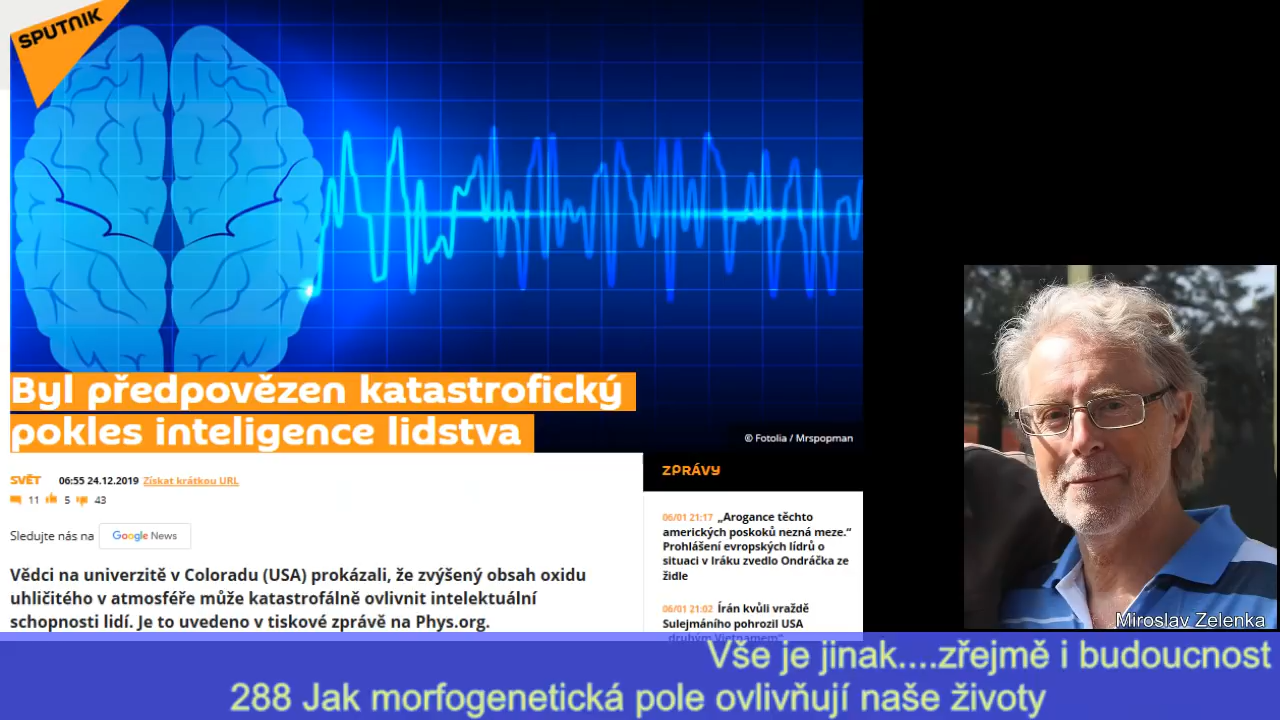 SPUTNIK
Byl předpovězen katastrofický
pokles inteligence lidstva
© Fotolia / Mrspopman
SVĚT 06:55 24.12.2019 Získat krátkou URL
11 5 43
Sledujte nás na Google News
Vědci na univerzitě v Coloradu (USA) prokázali, že zvýšený obsah oxidu
uhličitého v atmosféře může katastrofálně ovlivnit intelektuální
schopnosti lidí. Je to uvedeno v tiskové zprávě na Phys.org.
ZPRÁVY
06/01 21:17 „Arogance těchto
amerických poskoků nezná meze.“
Prohlášení evropských lídrů o
situaci v Iráku zvedlo Ondráčka ze
židle
06/01 21:02 Írán kvůli vraždě
Sulejmáního pohrozil USA
„druhým Vietnamem“
Miroslav Zelenka
Vše je jinak....zřejmě i budoucnost
288 Jak morfogenetická pole ovlivňují naše životy